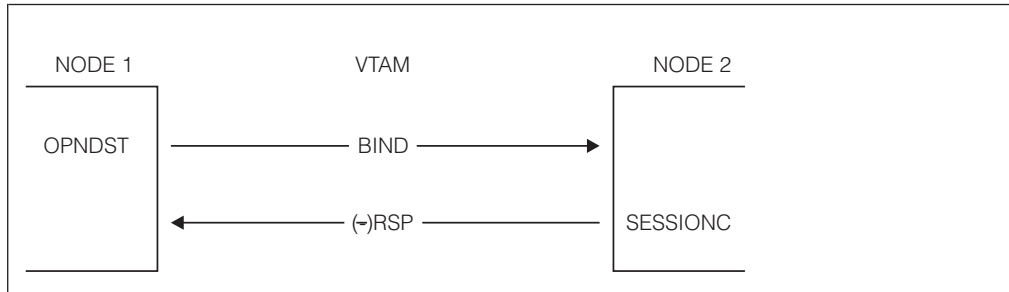 NODE 1 VTAM NODE 2
OPNDST BIND
(-)RSP SESSIONC